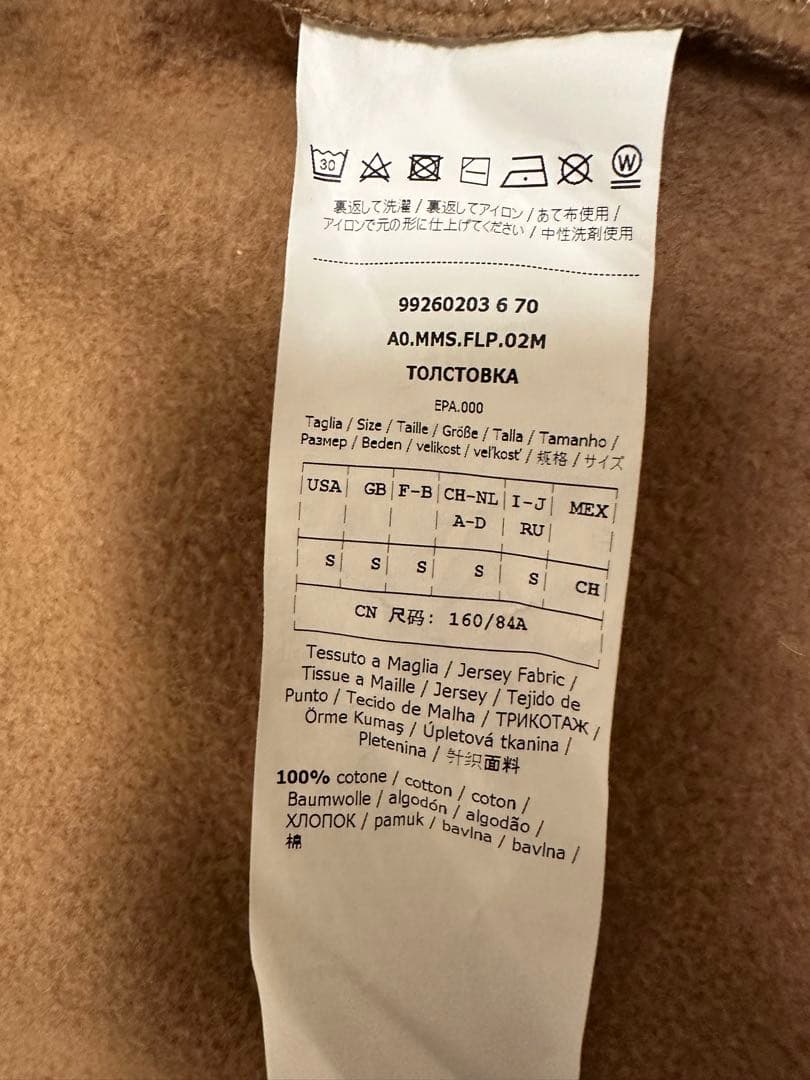 30 W
裏返して洗濯 / 裏返してアイロン / あて布使用 /
アイロンで元の形に仕上げてください / 中性洗剤使用
99260203 6 70
A0.MMS.FLP.02M
ТОЛСТОВКА
EPA.000
Taglia / Size / Taille / Größe / Talla / Tamanho /
Размер / Beden / velikost / veľkosť / 规格 / サイズ
USA GB F-B CH-NL I-J MEX
A-D RU
S S S S S CH
CN 尺码: 160/84A
Tessuto a Maglia / Jersey Fabric /
Tissue a Maille / Jersey / Tejido de
Punto / Tecido de Malha / ТРИКОТАЖ /
Örme Kumaş / Úpletová tkanina /
Pletenina / 针织面料
100% cotone / cotton / coton /
Baumwolle / algodón / algodão /
ХЛОПОК / pamuk / bavlna / bavlna /
棉